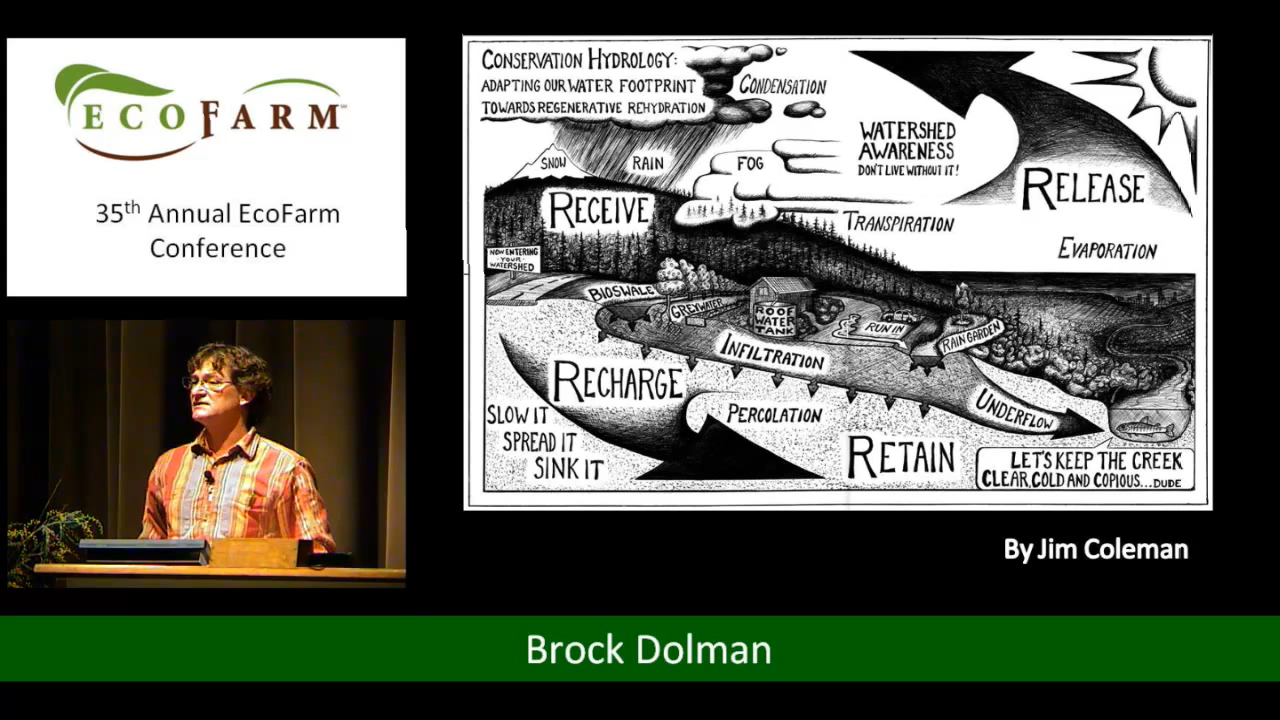 ECOFARM
35th Annual EcoFarm
Conference
CONSERVATION HYDROLOGY:
ADAPTING OUR WATER FOOTPRINT
TOWARDS REGENERATIVE REHYDRATION
CONDENSATION
SNOW
RAIN
FOG
WATERSHED
AWARENESS
DON'T LIVE WITHOUT IT!
RECEIVE
RELEASE
TRANSPIRATION
EVAPORATION
NOW ENTERING
YOUR
WATERSHED
BIOSWALE
GREYWATER
ROOF
WATER
TANK
RUN IN
RAIN GARDEN
INFILTRATION
RECHARGE
SLOW IT
SPREAD IT
SINK IT
PERCOLATION
UNDERFLOW
RETAIN
LET'S KEEP THE CREEK
CLEAR, COLD AND COPIOUS...DUDE
By Jim Coleman
Brock Dolman